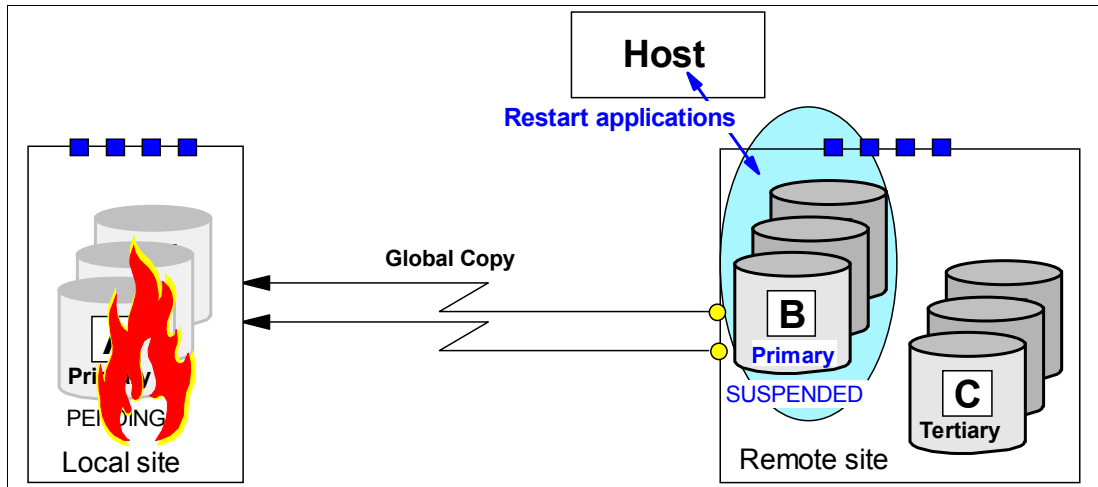 Host
Restart applications
Global Copy
B
Primary
SUSPENDED
C
Tertiary
Local site
Remote site